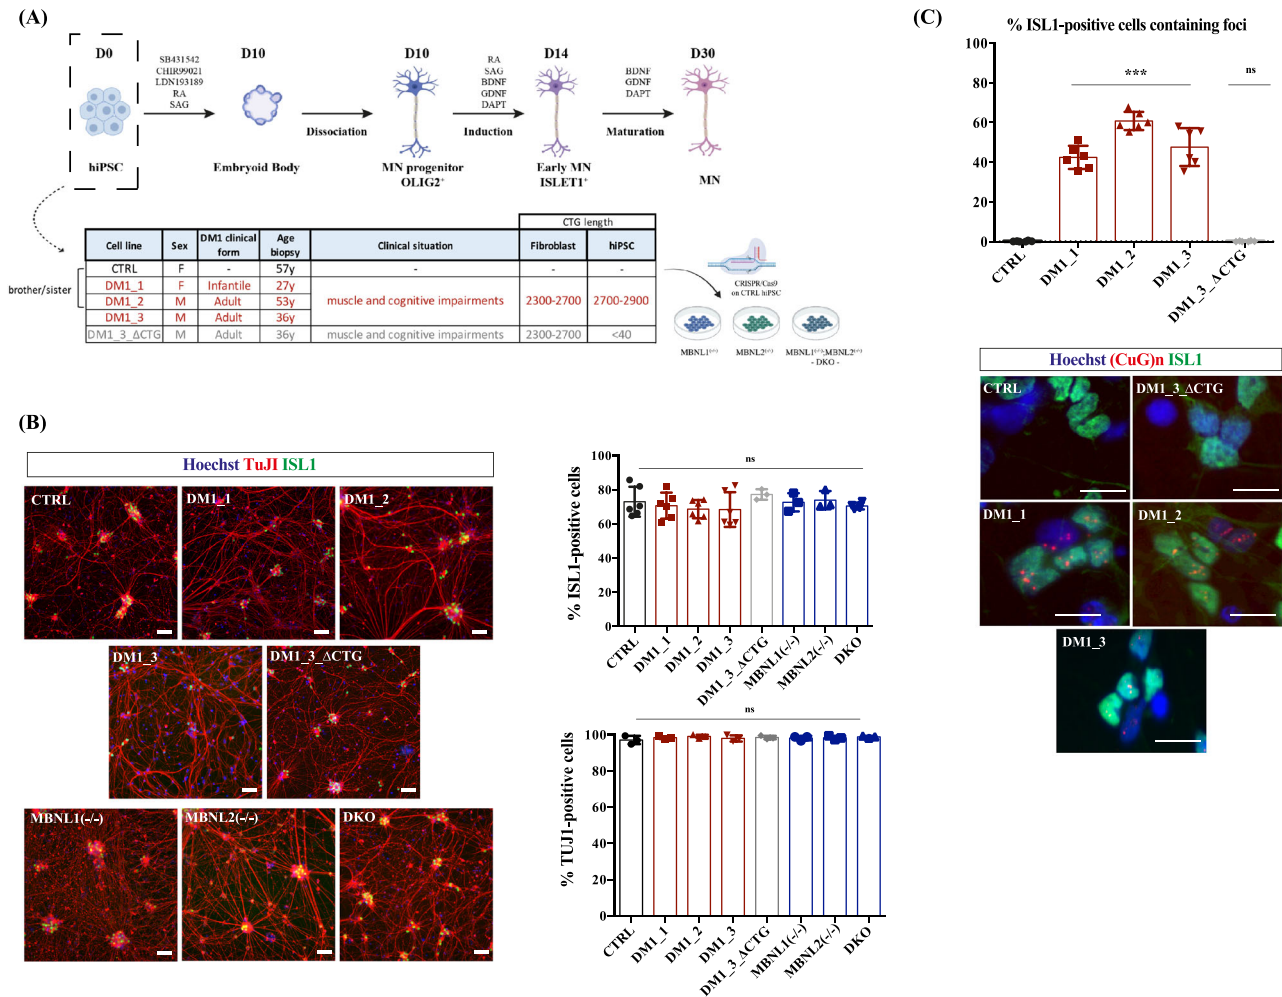 (A)
D0
SB431542
CHIR99021
LDN193189
RA
SAG
D10
D10
RA
SAG
BDNF
GDNF
DAPT
D14
BDNF
GDNF
DAPT
D30
Dissociation
Induction
Maturation
hiPSC
Embryoid Body
MN progenitor
OLIG2⁺
Early MN
ISLET1⁺
MN
CTG length
Cell line Sex DM1 clinical form Age biopsy Clinical situation Fibroblast hiPSC
CTRL F - 57y - - -
DM1_1 F Infantile 27y
DM1_2 M Adult 53y muscle and cognitive impairments 2300-2700 2700-2900
DM1_3 M Adult 36y
DM1_3_ΔCTG M Adult 36y muscle and cognitive impairments 2300-2700 <40
brother/sister
CRISPR/Cas9
on CTRL hiPSC
MBNL1(-/-) MBNL2(-/-) MBNL1(-/-);MBNL2(-/-)
- DKO -
(B)
Hoechst TuJI ISL1
CTRL
DM1_1
DM1_2
DM1_3
DM1_3_ΔCTG
MBNL1(-/-)
MBNL2(-/-)
DKO
% ISL1-positive cells
100
80
60
40
20
0
ns
CTRL
DM1_1
DM1_2
DM1_3
DM1_3_ΔCTG
MBNL1(-/-)
MBNL2(-/-)
DKO
% TUJ1-positive cells
100
80
60
40
20
0
ns
CTRL
DM1_1
DM1_2
DM1_3
DM1_3_ΔCTG
MBNL1(-/-)
MBNL2(-/-)
DKO
(C)
% ISL1-positive cells containing foci
100
80
60
40
20
0
***
ns
CTRL
DM1_1
DM1_2
DM1_3
DM1_3_ΔCTG
Hoechst (CuG)n ISL1
CTRL
DM1_3_ΔCTG
DM1_1
DM1_2
DM1_3